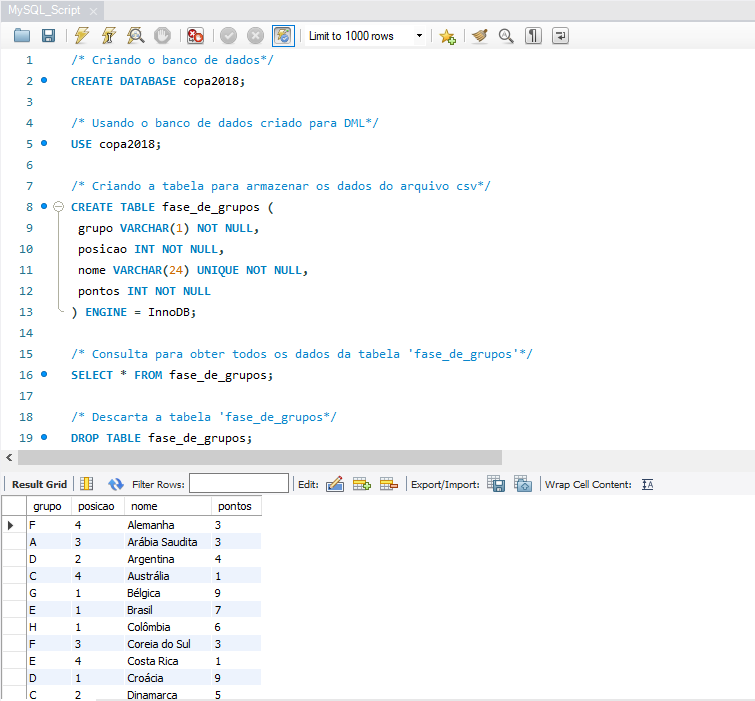 MySQL_Script
Limit to 1000 rows
1 /* Criando o banco de dados*/
2 CREATE DATABASE copa2018;
3
4 /* Usando o banco de dados criado para DML*/
5 USE copa2018;
6
7 /* Criando a tabela para armazenar os dados do arquivo csv*/
8 CREATE TABLE fase_de_grupos (
9 grupo VARCHAR(1) NOT NULL,
10 posicao INT NOT NULL,
11 nome VARCHAR(24) UNIQUE NOT NULL,
12 pontos INT NOT NULL
13 ) ENGINE = InnoDB;
14
15 /* Consulta para obter todos os dados da tabela 'fase_de_grupos'*/
16 SELECT * FROM fase_de_grupos;
17
18 /* Descarta a tabela 'fase_de_grupos*/
19 DROP TABLE fase_de_grupos;
Result Grid Filter Rows: Edit: Export/Import: Wrap Cell Content: IA
grupo posicao nome pontos
F 4 Alemanha 3
A 3 Arábia Saudita 3
D 2 Argentina 4
C 4 Austrália 1
G 1 Bélgica 9
E 1 Brasil 7
H 1 Colômbia 6
F 3 Coreia do Sul 3
E 4 Costa Rica 1
D 1 Croácia 9
C 2 Dinamarca 5